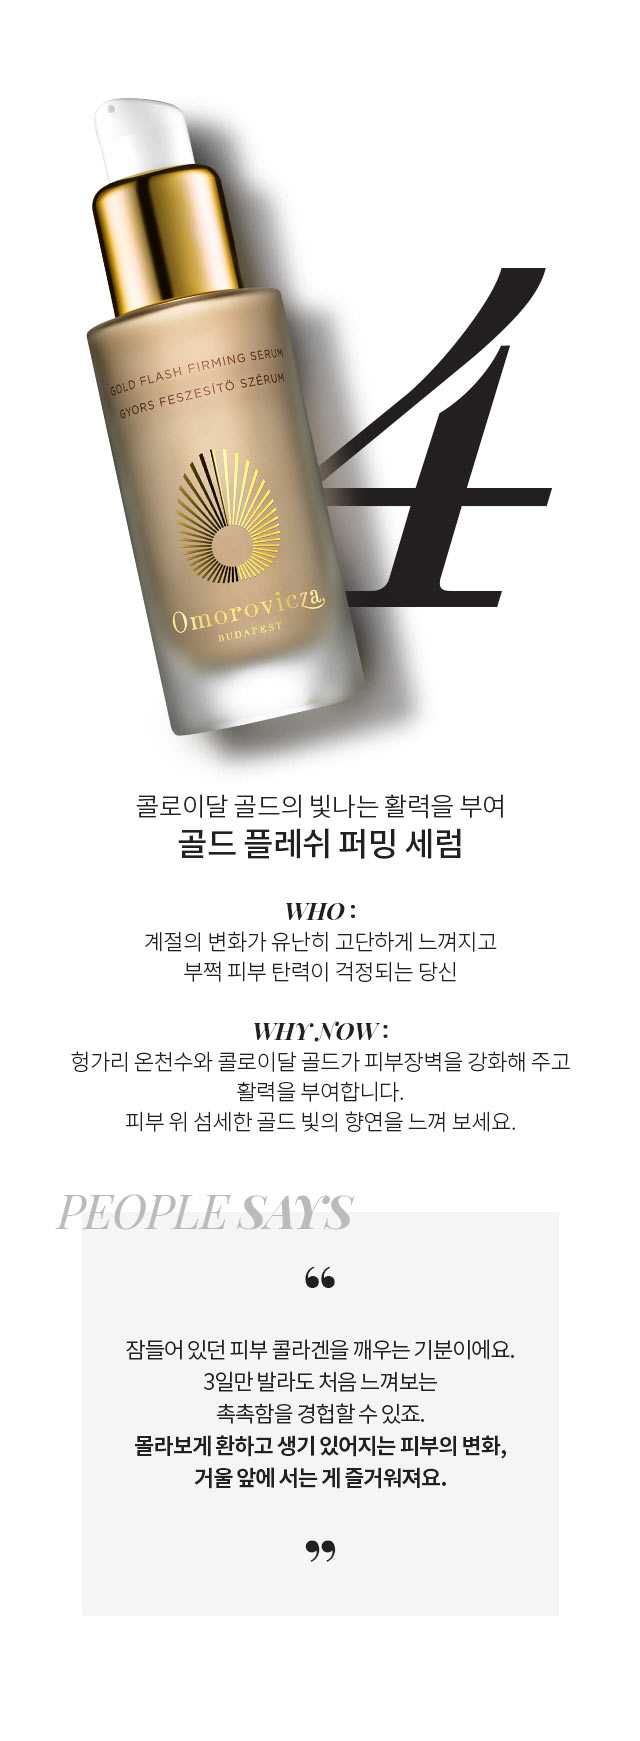 GOLD FLASH FIRMING SERUM
GYORS FESZESÍTŐ SZÉRUM
Omorovicza
BUDAPEST
4
콜로이달 골드의 빛나는 활력을 부여
골드 플레쉬 퍼밍 세럼
WHO :
계절의 변화가 유난히 고단하게 느껴지고
부쩍 피부 탄력이 걱정되는 당신
WHY NOW :
헝가리 온천수와 콜로이달 골드가 피부장벽을 강화해 주고
활력을 부여합니다.
피부 위 섬세한 골드 빛의 향연을 느껴 보세요.
PEOPLE SAYS
“
잠들어 있던 피부 콜라겐을 깨우는 기분이에요.
3일만 발라도 처음 느껴보는
촉촉함을 경험할 수 있죠.
몰라보게 환하고 생기 있어지는 피부의 변화,
거울 앞에 서는 게 즐거워져요.
”